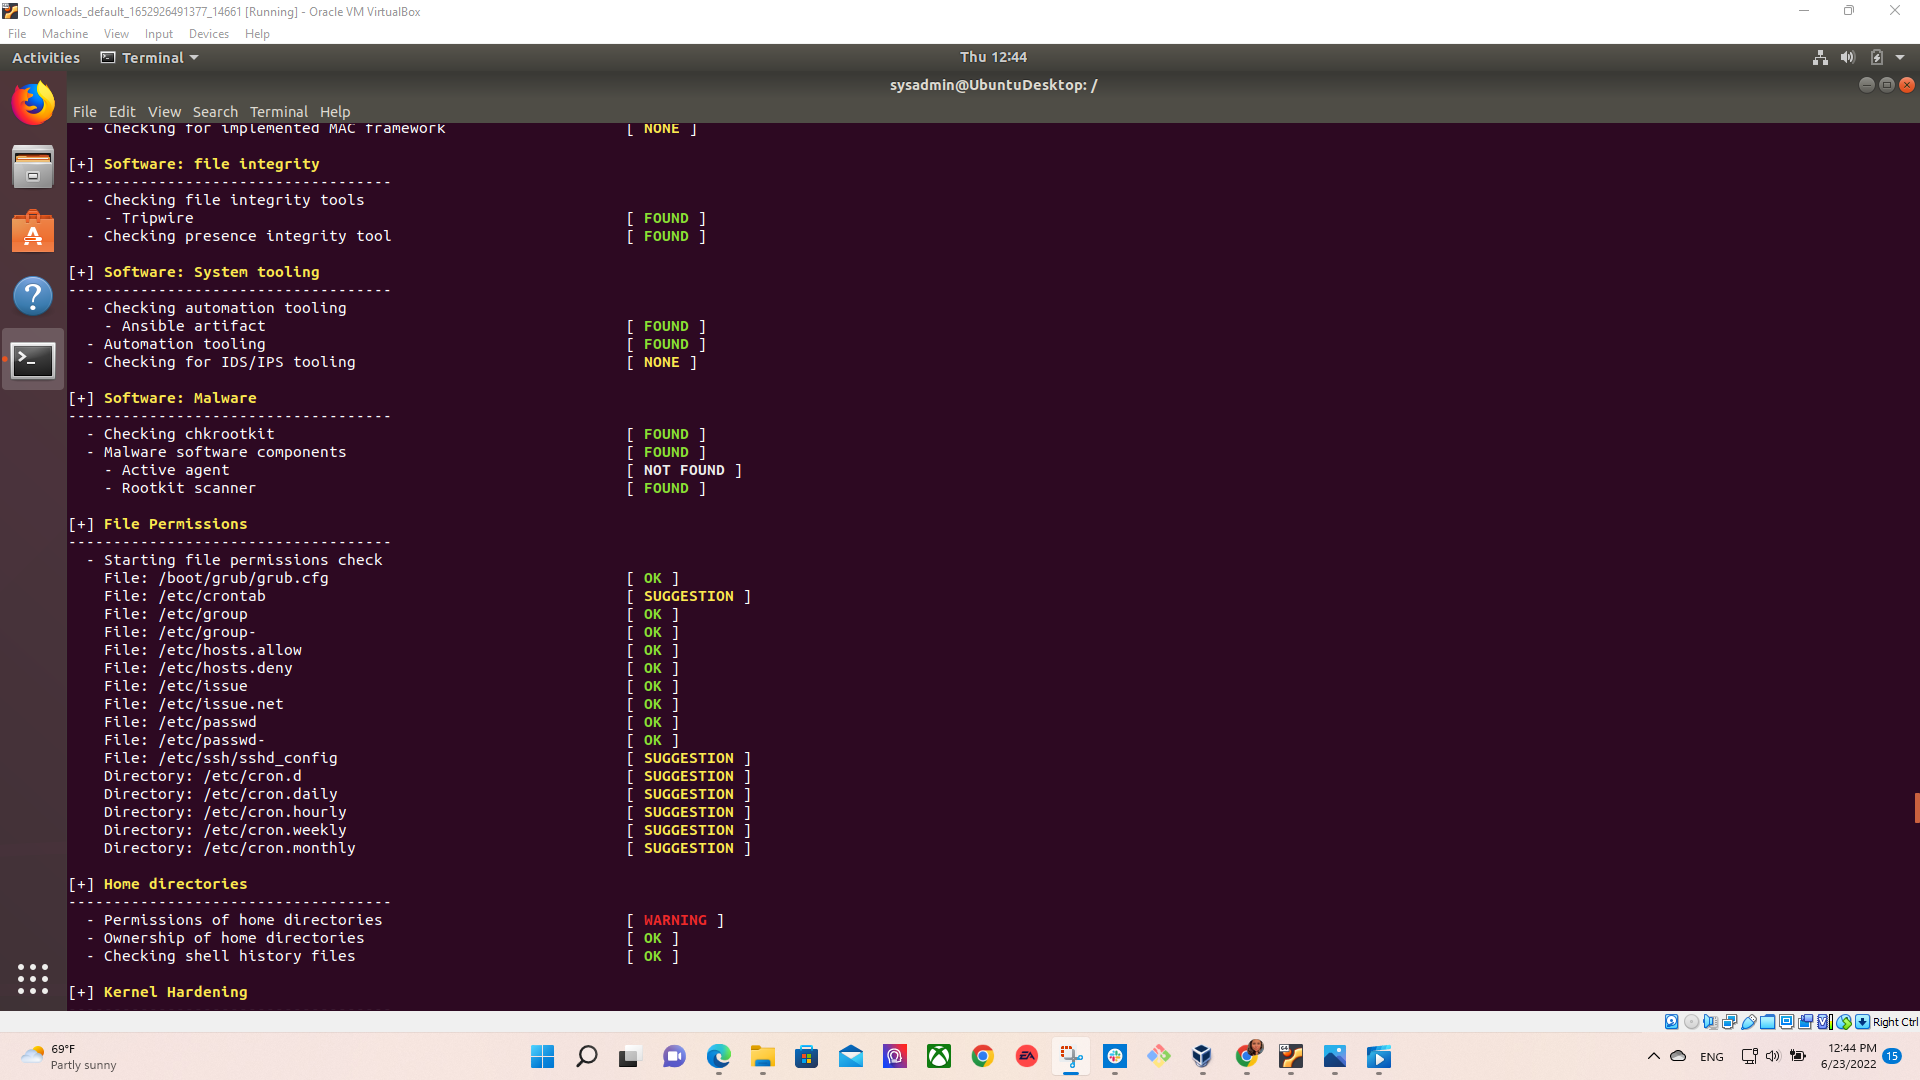 Downloads_default_1652926491377_14661 [Running] - Oracle VM VirtualBox
File Machine View Input Devices Help
Activities Terminal Thu 12:44
sysadmin@UbuntuDesktop: /
File Edit View Search Terminal Help
- Checking for implemented MAC framework [ NONE ]
[+] Software: file integrity
------------------------------------
- Checking file integrity tools
- Tripwire [ FOUND ]
- Checking presence integrity tool [ FOUND ]
[+] Software: System tooling
------------------------------------
- Checking automation tooling
- Ansible artifact [ FOUND ]
- Automation tooling [ FOUND ]
- Checking for IDS/IPS tooling [ NONE ]
[+] Software: Malware
------------------------------------
- Checking chkrootkit [ FOUND ]
- Malware software components [ FOUND ]
- Active agent [ NOT FOUND ]
- Rootkit scanner [ FOUND ]
[+] File Permissions
------------------------------------
- Starting file permissions check
File: /boot/grub/grub.cfg [ OK ]
File: /etc/crontab [ SUGGESTION ]
File: /etc/group [ OK ]
File: /etc/group- [ OK ]
File: /etc/hosts.allow [ OK ]
File: /etc/hosts.deny [ OK ]
File: /etc/issue [ OK ]
File: /etc/issue.net [ OK ]
File: /etc/passwd [ OK ]
File: /etc/passwd- [ OK ]
File: /etc/ssh/sshd_config [ SUGGESTION ]
Directory: /etc/cron.d [ SUGGESTION ]
Directory: /etc/cron.daily [ SUGGESTION ]
Directory: /etc/cron.hourly [ SUGGESTION ]
Directory: /etc/cron.weekly [ SUGGESTION ]
Directory: /etc/cron.monthly [ SUGGESTION ]
[+] Home directories
------------------------------------
- Permissions of home directories [ WARNING ]
- Ownership of home directories [ OK ]
- Checking shell history files [ OK ]
[+] Kernel Hardening
Right Ctrl
69°F
Partly sunny
EA
ENG
12:44 PM
6/23/2022
15